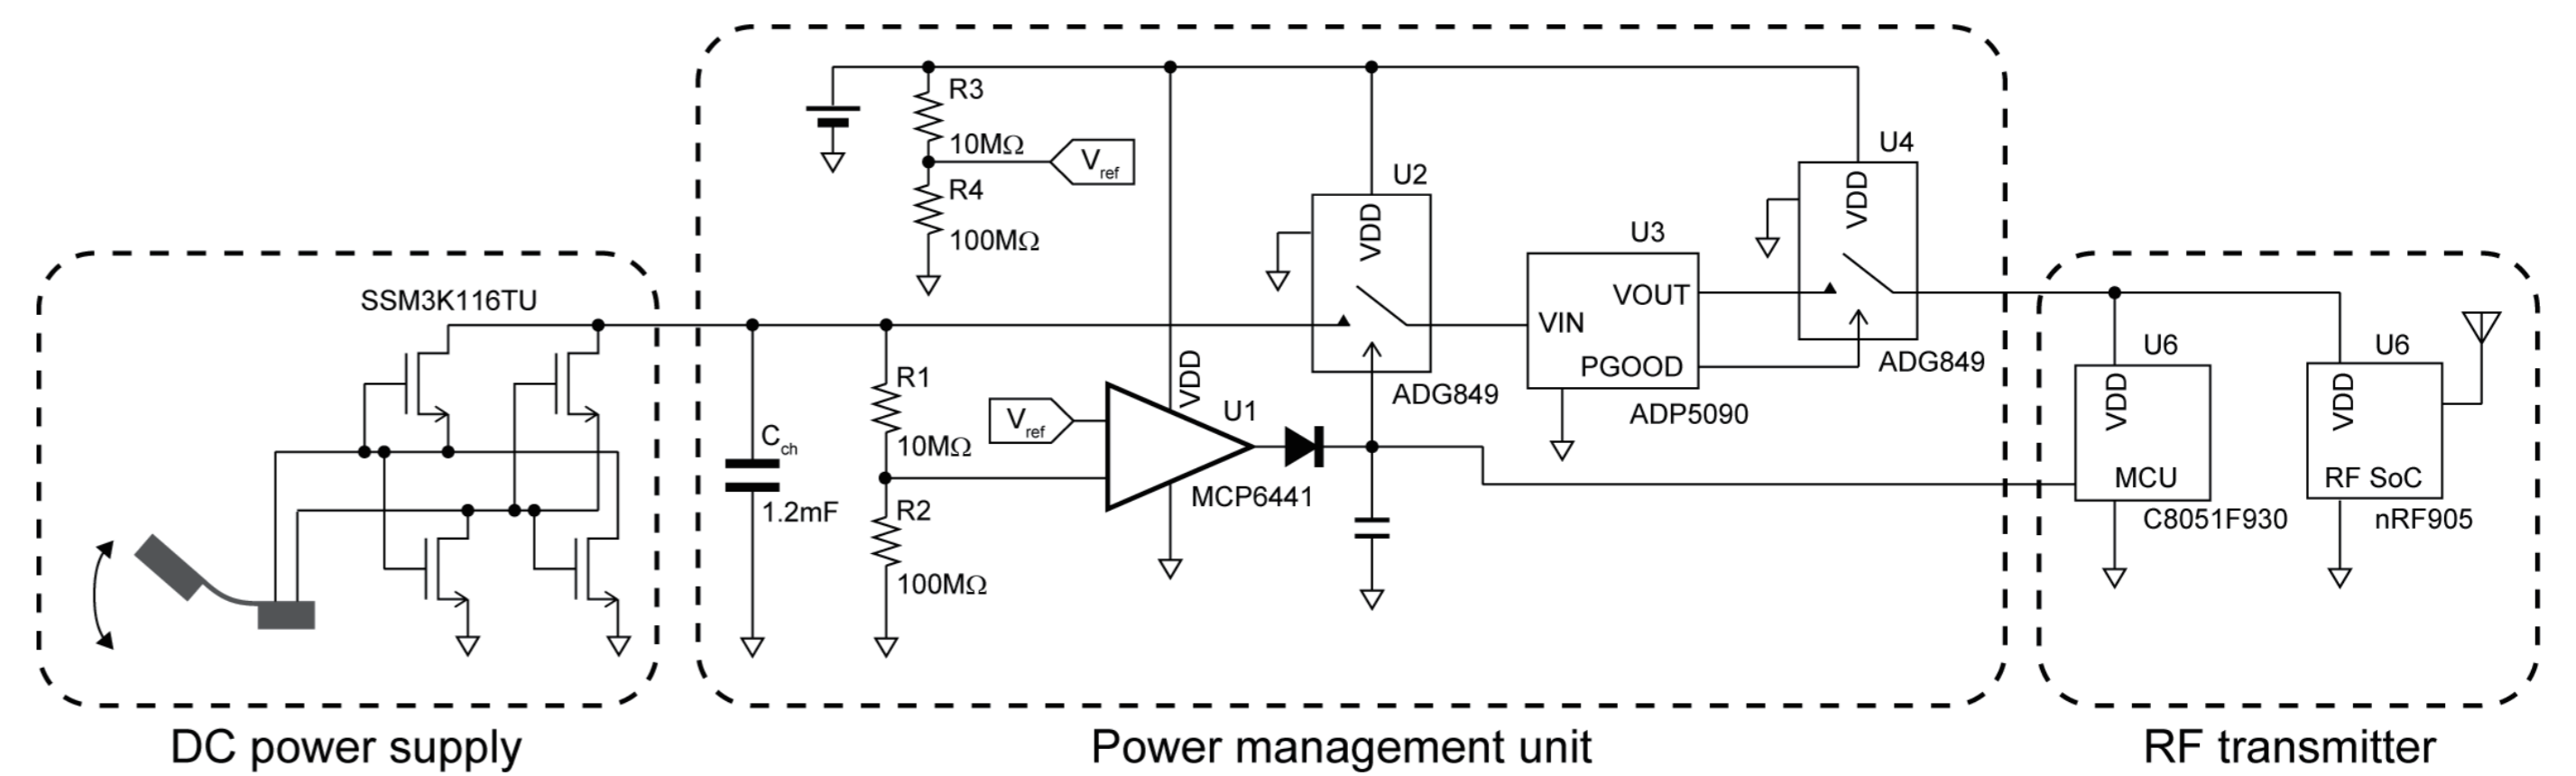 SSM3K116TU
DC power supply
R3
10MΩ
Vref
R4
100MΩ
R1
10MΩ
Cch
1.2mF
R2
100MΩ
Vref
VDD
U1
MCP6441
U2
VDD
ADG849
U3
VIN
VOUT
PGOOD
ADP5090
U4
VDD
ADG849
Power management unit
U6
VDD
MCU
C8051F930
U6
VDD
RF SoC
nRF905
RF transmitter